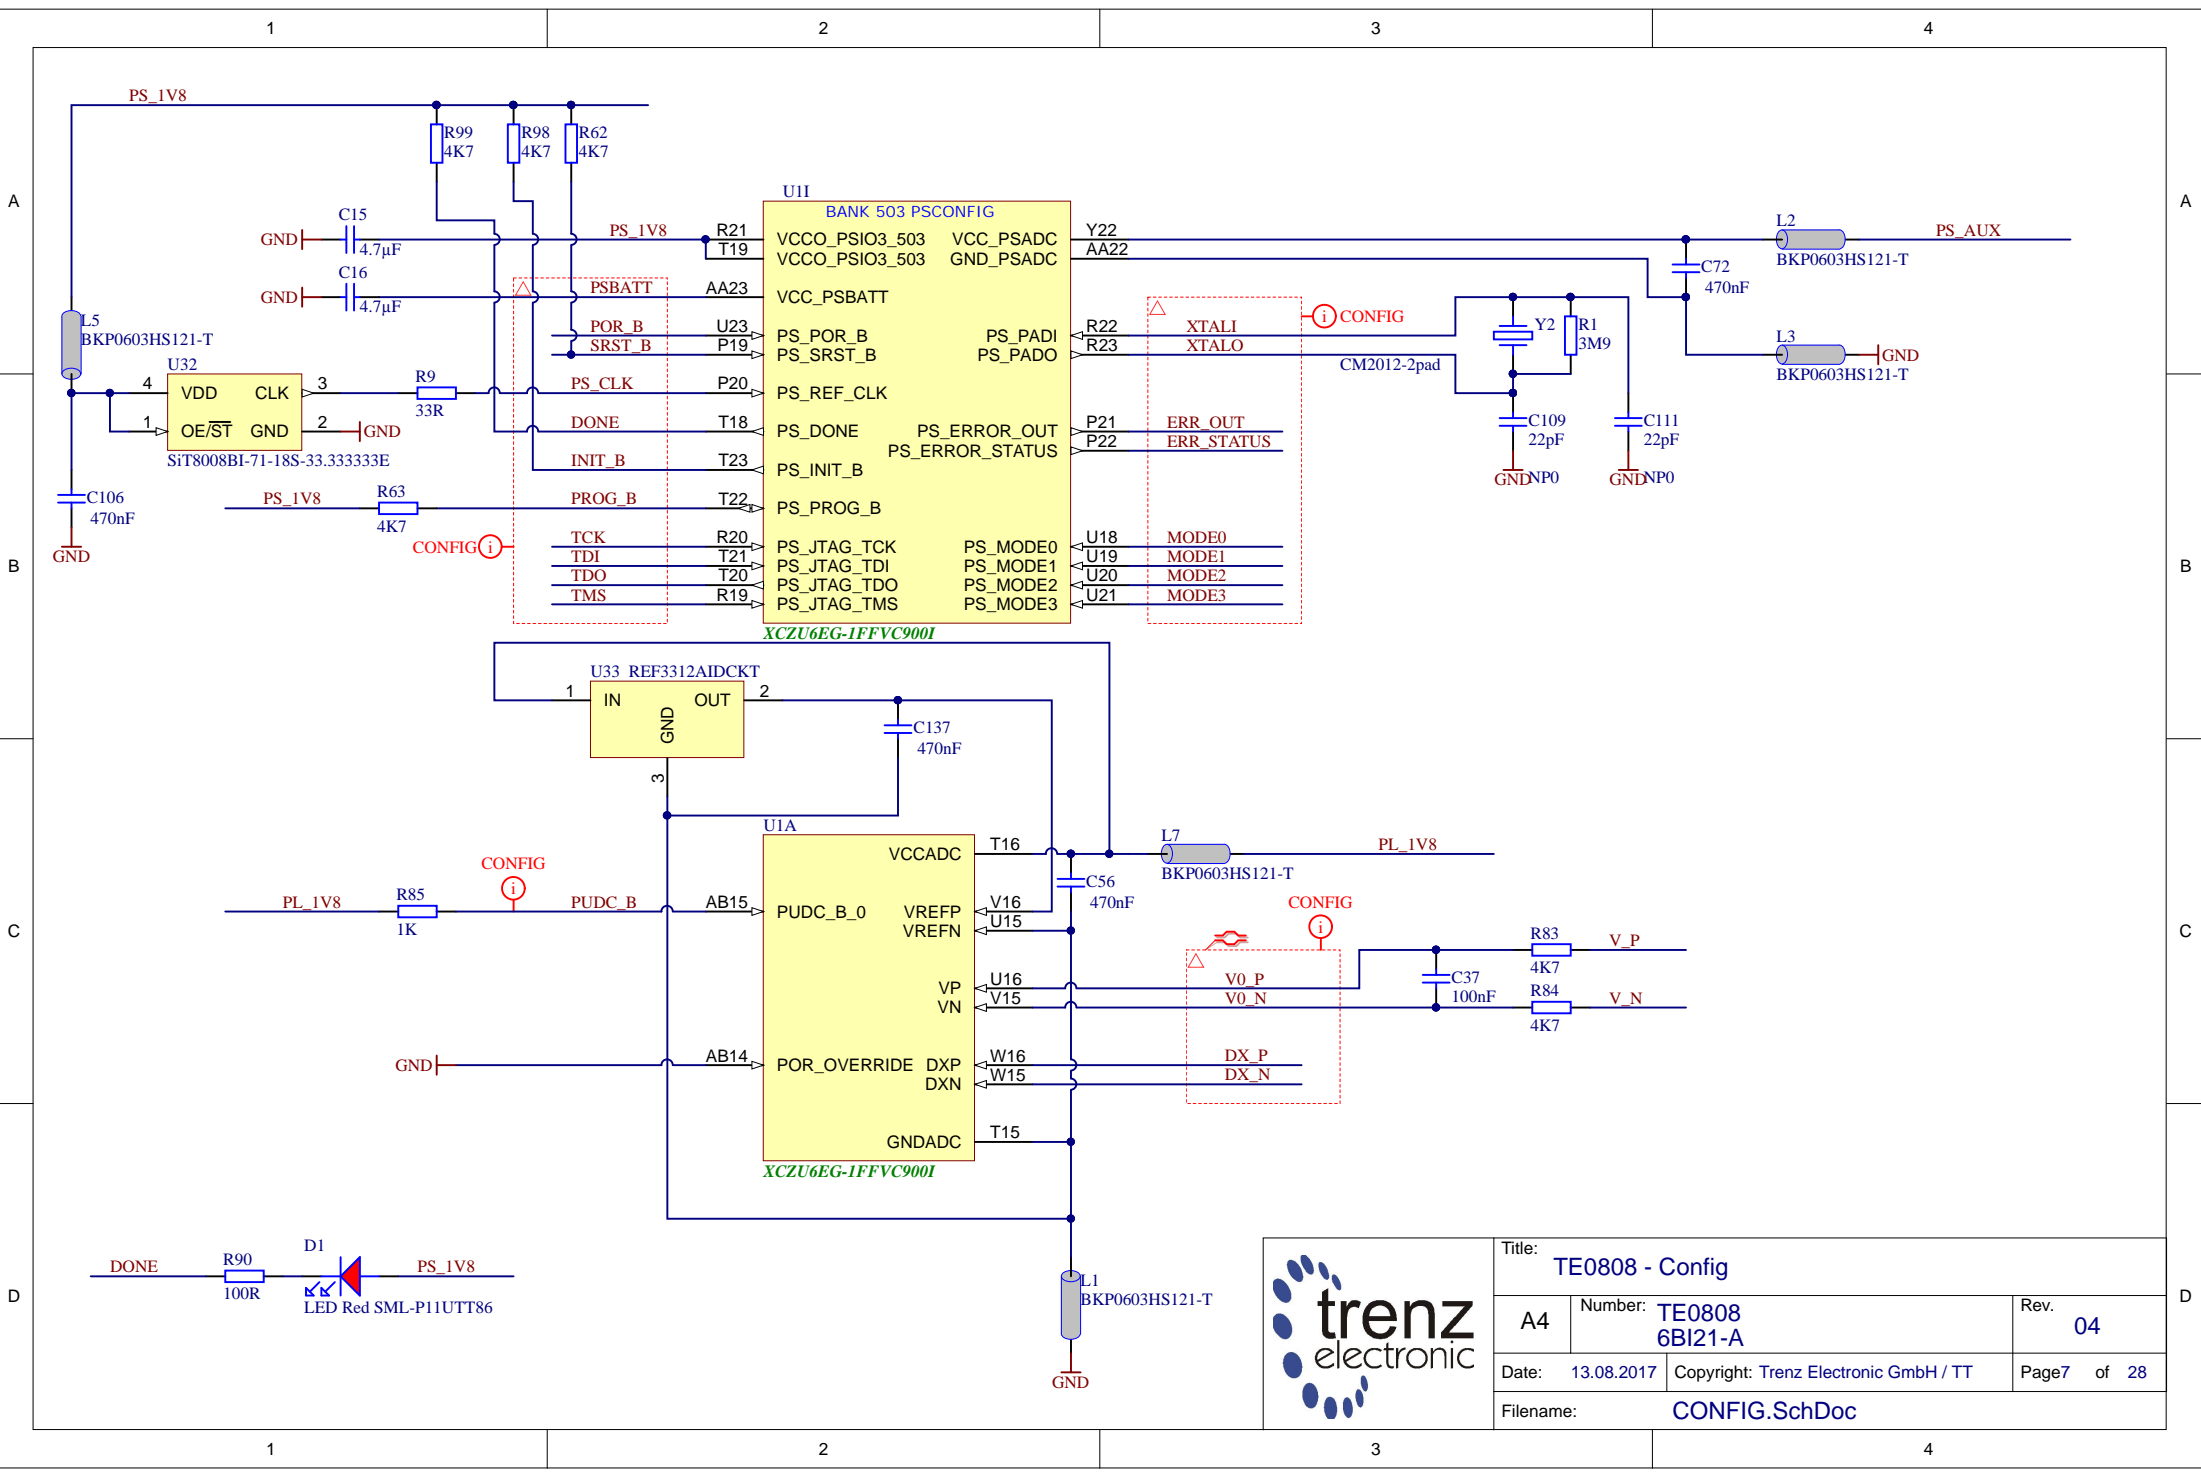 1 2 3 4
A
B
C
D
A
B
C
D
PS_1V8
R99
4K7
R98
4K7
R62
4K7
C15
GND
4.7µF
C16
GND
4.7µF
PS_1V8
PSBATT
POR_B
SRST_B
PS_CLK
DONE
INIT_B
PROG_B
TCK
TDI
TDO
TMS
CONFIG
i
L5
BKP0603HS121-T
U32
4 VDD CLK 3
1 OE/ST GND 2 GND
SiT8008BI-71-18S-33.333333E
R9
33R
C106
470nF
GND
PS_1V8
R63
4K7
U1I
BANK 503 PSCONFIG
R21 VCCO_PSIO3_503
T19 VCCO_PSIO3_503
AA23 VCC_PSBATT
U23 PS_POR_B
P19 PS_SRST_B
P20 PS_REF_CLK
T18 PS_DONE
T23 PS_INIT_B
T22 PS_PROG_B
R20 PS_JTAG_TCK
T21 PS_JTAG_TDI
T20 PS_JTAG_TDO
R19 PS_JTAG_TMS
VCC_PSADC Y22
GND_PSADC AA22
PS_PADI R22
PS_PADO R23
PS_ERROR_OUT P21
PS_ERROR_STATUS P22
PS_MODE0 U18
PS_MODE1 U19
PS_MODE2 U20
PS_MODE3 U21
XCZU6EG-1FFVC900I
i CONFIG
XTALI
XTALO
ERR_OUT
ERR_STATUS
MODE0
MODE1
MODE2
MODE3
CM2012-2pad
Y2
R1
3M9
C109
22pF
GND NP0
C111
22pF
GND NP0
C72
470nF
L2
BKP0603HS121-T
PS_AUX
L3
BKP0603HS121-T
GND
U33 REF3312AIDCKT
1 IN OUT 2
GND
3
C137
470nF
U1A
VCCADC T16
AB15 PUDC_B_0
VREFP V16
VREFN U15
VP U16
VN V15
AB14 POR_OVERRIDE
DXP W16
DXN W15
GNDADC T15
XCZU6EG-1FFVC900I
CONFIG
i
PL_1V8
R85
1K
PUDC_B
GND
L7
BKP0603HS121-T
PL_1V8
C56
470nF
CONFIG
i
V0_P
V0_N
DX_P
DX_N
C37
100nF
R83
4K7
V_P
R84
4K7
V_N
L1
BKP0603HS121-T
GND
DONE
R90
100R
D1
PS_1V8
LED Red SML-P11UTT86
trenz
electronic
Title:
TE0808 - Config
A4
Number: TE0808
6BI21-A
Rev.
04
Date: 13.08.2017
Copyright: Trenz Electronic GmbH / TT
Page7 of 28
Filename: CONFIG.SchDoc
1 2 3 4